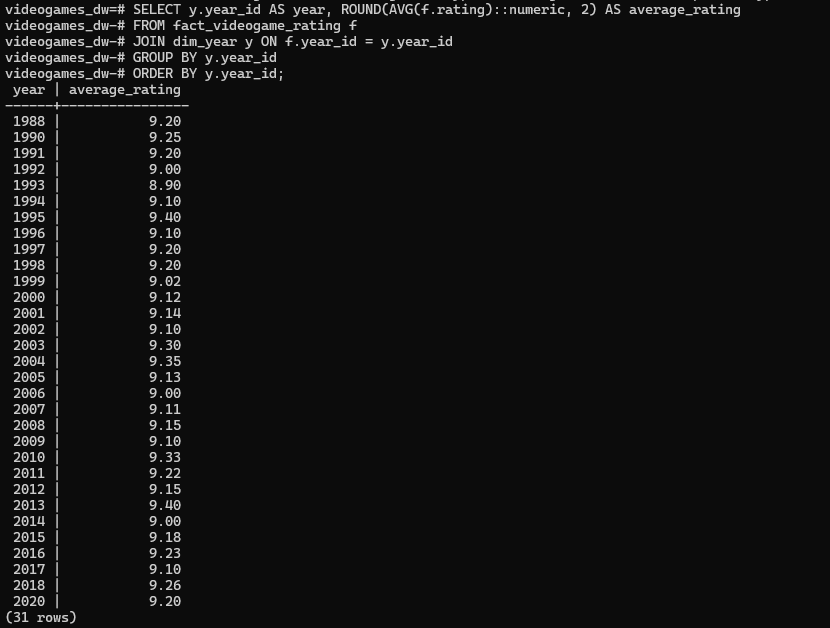 videogames_dw=# SELECT y.year_id AS year, ROUND(AVG(f.rating)::numeric, 2) AS average_rating
videogames_dw-# FROM fact_videogame_rating f
videogames_dw-# JOIN dim_year y ON f.year_id = y.year_id
videogames_dw-# GROUP BY y.year_id
videogames_dw-# ORDER BY y.year_id;
 year | average_rating
------+----------------
 1988 |           9.20
 1990 |           9.25
 1991 |           9.20
 1992 |           9.00
 1993 |           8.90
 1994 |           9.10
 1995 |           9.40
 1996 |           9.10
 1997 |           9.20
 1998 |           9.20
 1999 |           9.02
 2000 |           9.12
 2001 |           9.14
 2002 |           9.10
 2003 |           9.30
 2004 |           9.35
 2005 |           9.13
 2006 |           9.00
 2007 |           9.11
 2008 |           9.15
 2009 |           9.10
 2010 |           9.33
 2011 |           9.22
 2012 |           9.15
 2013 |           9.40
 2014 |           9.00
 2015 |           9.18
 2016 |           9.23
 2017 |           9.10
 2018 |           9.26
 2020 |           9.20
(31 rows)